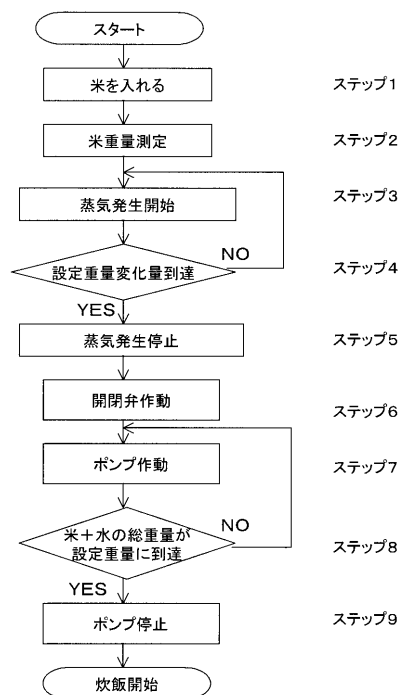 スタート
米を入れる ステップ1
米重量測定 ステップ2
蒸気発生開始 ステップ3
NO
設定重量変化量到達 ステップ4
YES
蒸気発生停止 ステップ5
開閉弁作動 ステップ6
ポンプ作動 ステップ7
米+水の総重量が
設定重量に到達 ステップ8
NO
YES
ポンプ停止 ステップ9
炊飯開始